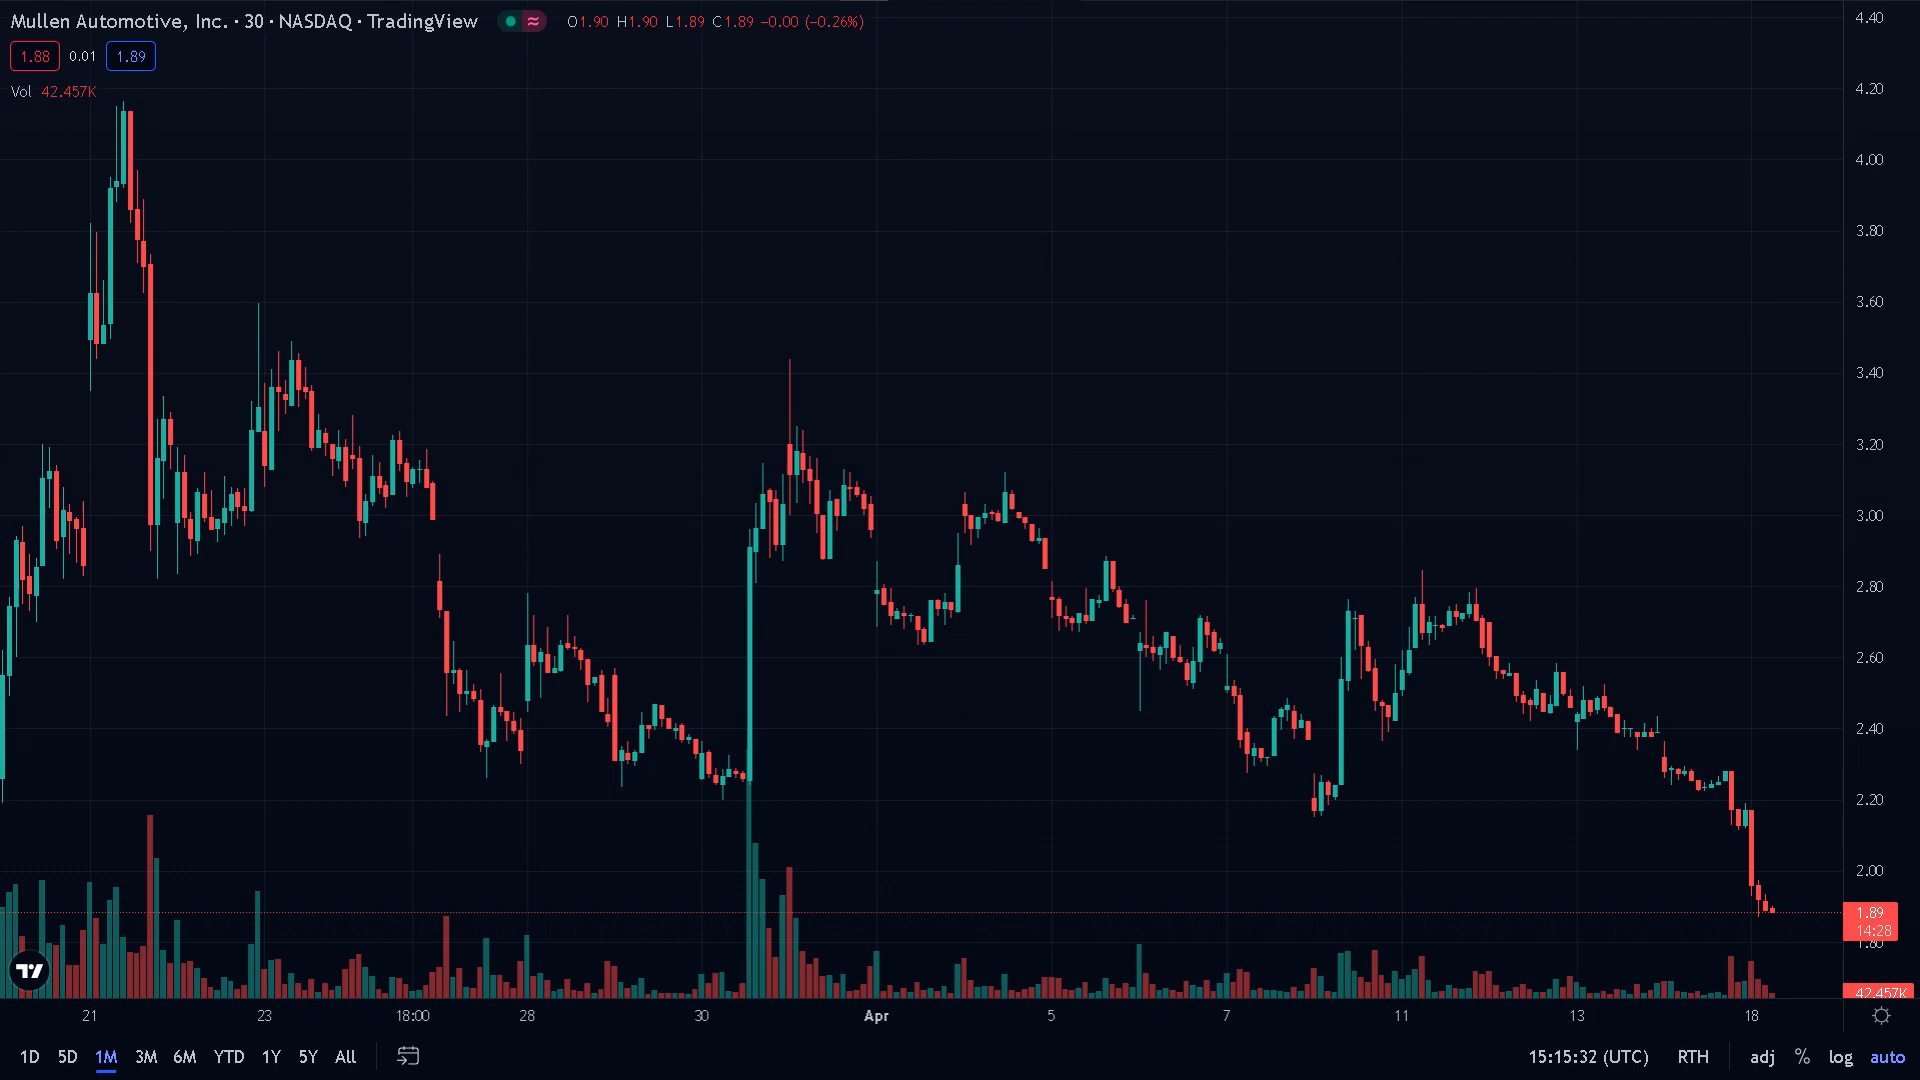 Mullen Automotive, Inc. · 30 · NASDAQ · TradingView O1.90 H1.90 L1.89 C1.89 −0.00 (−0.26%)
1.88 0.01 1.89
Vol 42.457K
4.40
4.20
4.00
3.80
3.60
3.40
3.20
3.00
2.80
2.60
2.40
2.20
2.00
1.89
14:28
42.457K
21 23 18:00 28 30 Apr 5 7 11 13 18
1D 5D 1M 3M 6M YTD 1Y 5Y All 15:15:32 (UTC) RTH adj % log auto